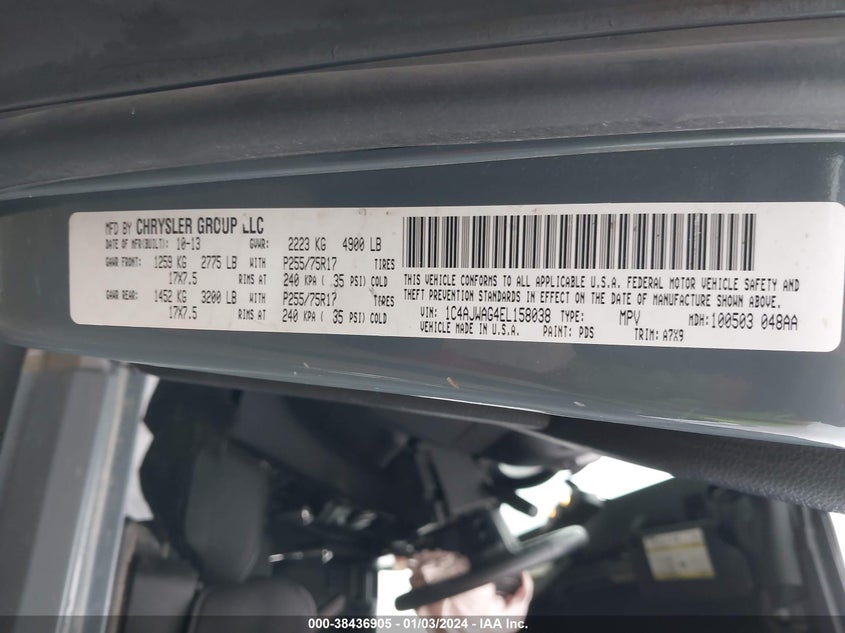 MFD BY CHRYSLER GROUP LLC
DATE OF MFR(BUILT): 10-13 GVWR: 2223 KG 4900 LB
GAWR FRONT: 1259 KG 2775 LB WITH P255/75R17 TIRES
17X7.5 RIMS AT 240 KPA ( 35 PSI) COLD
GAWR REAR: 1452 KG 3200 LB WITH P255/75R17 TIRES
17X7.5 RIMS AT 240 KPA ( 35 PSI) COLD
THIS VEHICLE CONFORMS TO ALL APPLICABLE U.S.A. FEDERAL MOTOR VEHICLE SAFETY AND
THEFT PREVENTION STANDARDS IN EFFECT ON THE DATE OF MANUFACTURE SHOWN ABOVE.
VIN: 1C4AJWAG4EL158038 TYPE: MPV MDH: 100503 048AA
VEHICLE MADE IN U.S.A. PAINT: PDS TRIM: A7X9
000-38436905 - 01/03/2024 - IAA Inc.